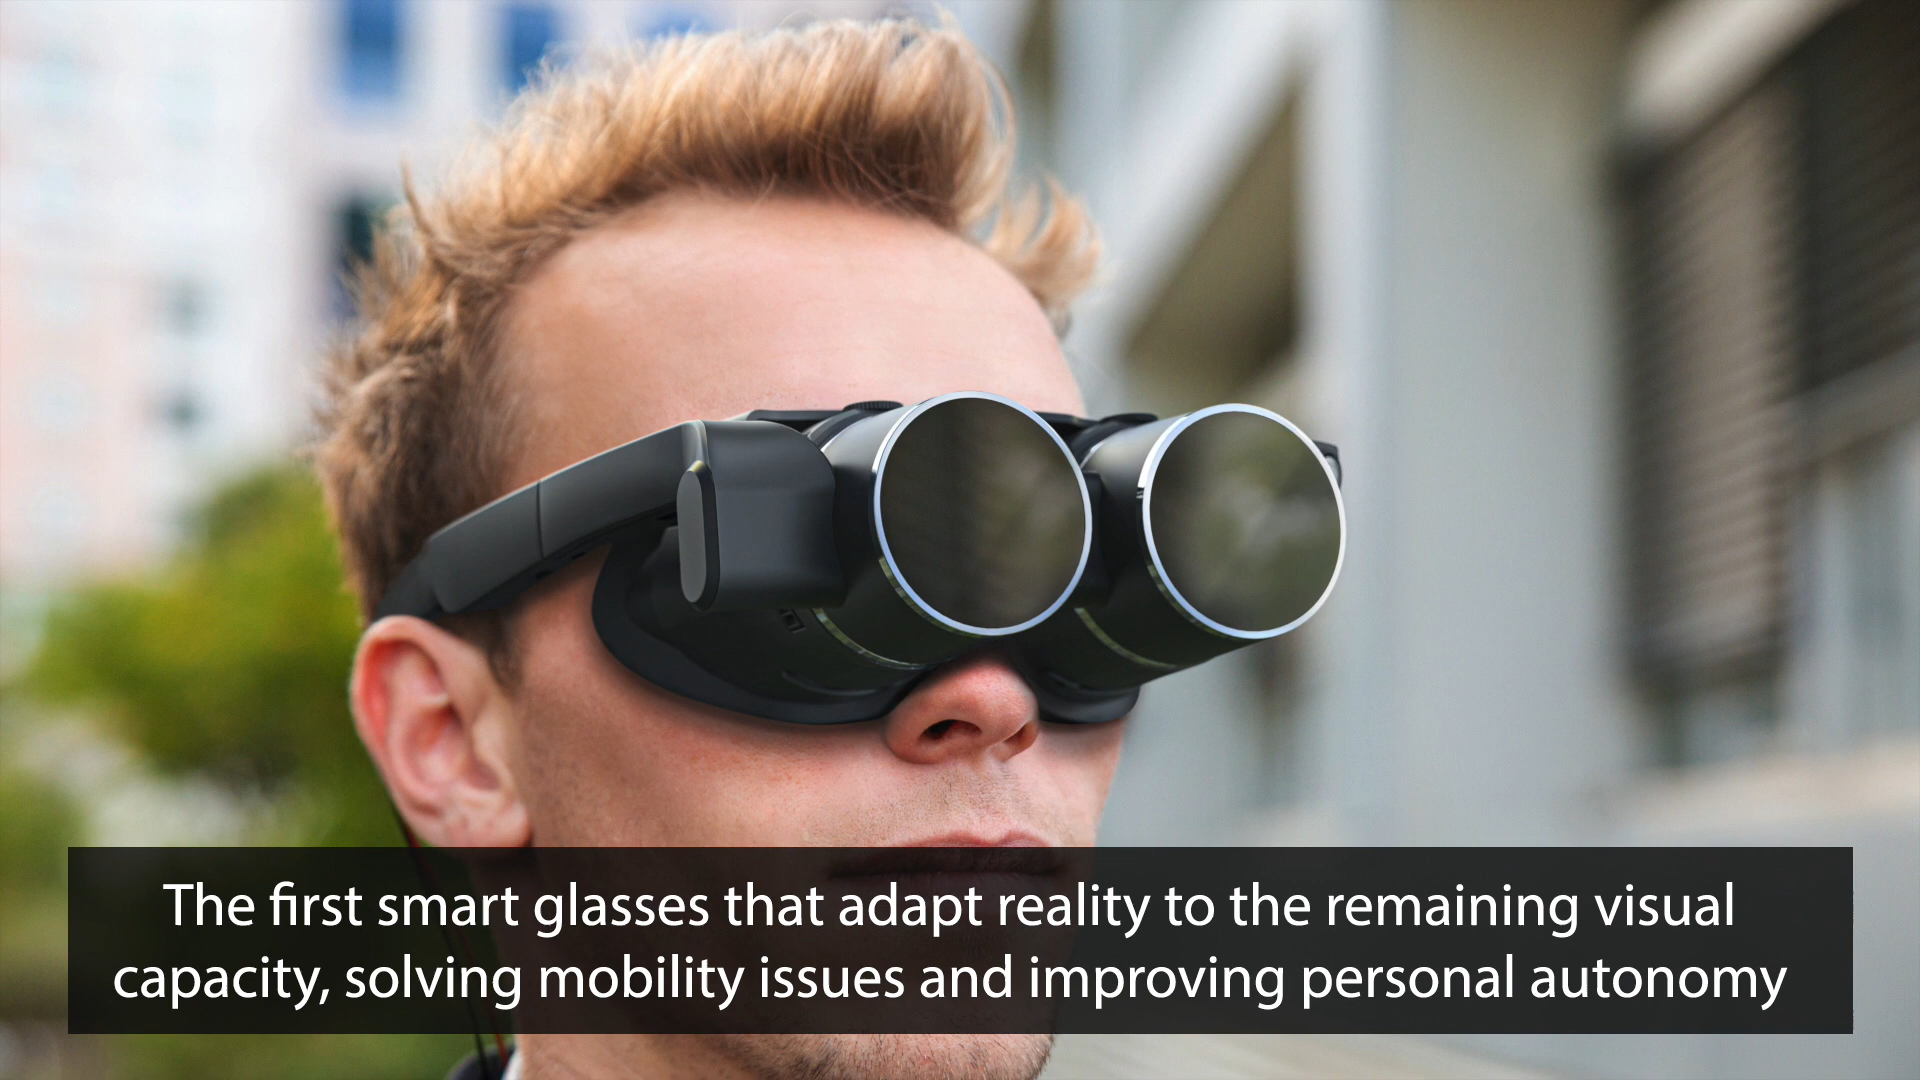 The first smart glasses that adapt reality to the remaining visual
capacity, solving mobility issues and improving personal autonomy